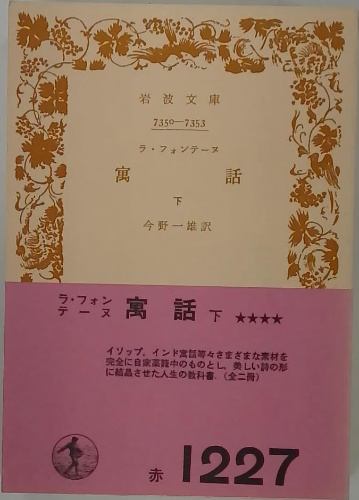 岩波文庫
7350—7353
ラ・フォンテーヌ
寓話
下
今野一雄訳
ラ・フォン
テーヌ 寓話 下 ★★★★
イソップ，インド寓話等々さまざまな素材を
完全に自家薬籠中のものとし，美しい詩の形
に結晶させた人生の教科書．（全二冊）
赤 1227